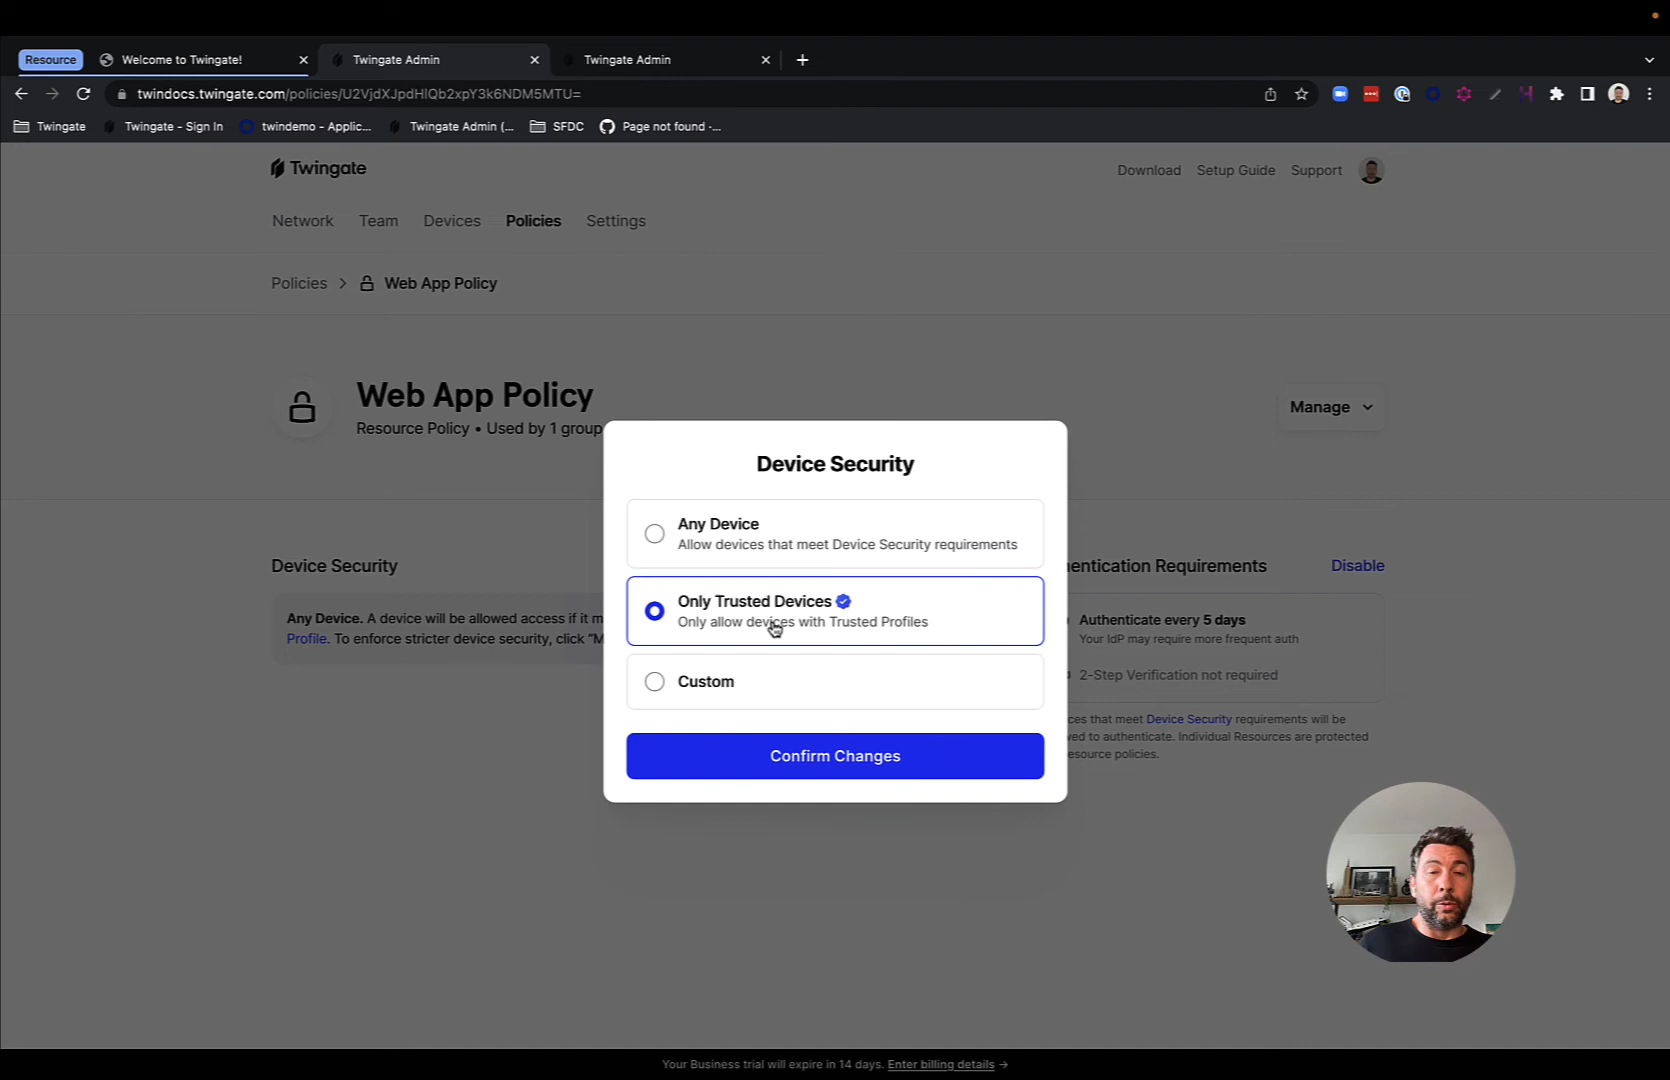 Resource
Welcome to Twingate!
Twingate Admin
Twingate Admin
twindocs.twingate.com/policies/U2VjdXJpdHlQb2xpY3k6NDM5MTU=
Twingate
Twingate - Sign In
twindemo - Applic...
Twingate Admin (...
SFDC
Page not found ·...
Twingate
Download
Setup Guide
Support
Network
Team
Devices
Policies
Settings
Policies > Web App Policy
Web App Policy
Manage
Resource Policy • Used by 1 group
Device Security
Any Device
Allow devices that meet Device Security requirements
Only Trusted Devices
Only allow devices with Trusted Profiles
Custom
Confirm Changes
Device Security
Any Device. A device will be allowed access if it m
Profile. To enforce stricter device security, click “M
entication Requirements
Disable
Authenticate every 5 days
Your IdP may require more frequent auth
2-Step Verification not required
ces that meet Device Security requirements will be
ved to authenticate. Individual Resources are protected
esource policies.
Your Business trial will expire in 14 days. Enter billing details →